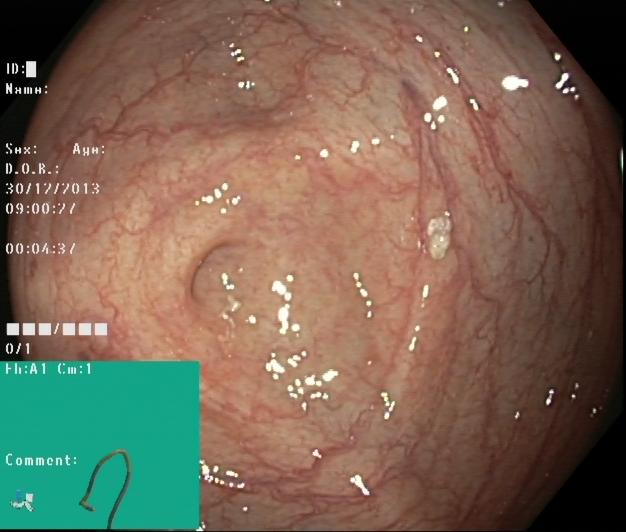 ID:
Name:
Sex: Age:
D.O.B.:
30/12/2013
09:00:27
00:04:37
■■■/■■■
0/1
Eh:A1 Cm:1
Comment: